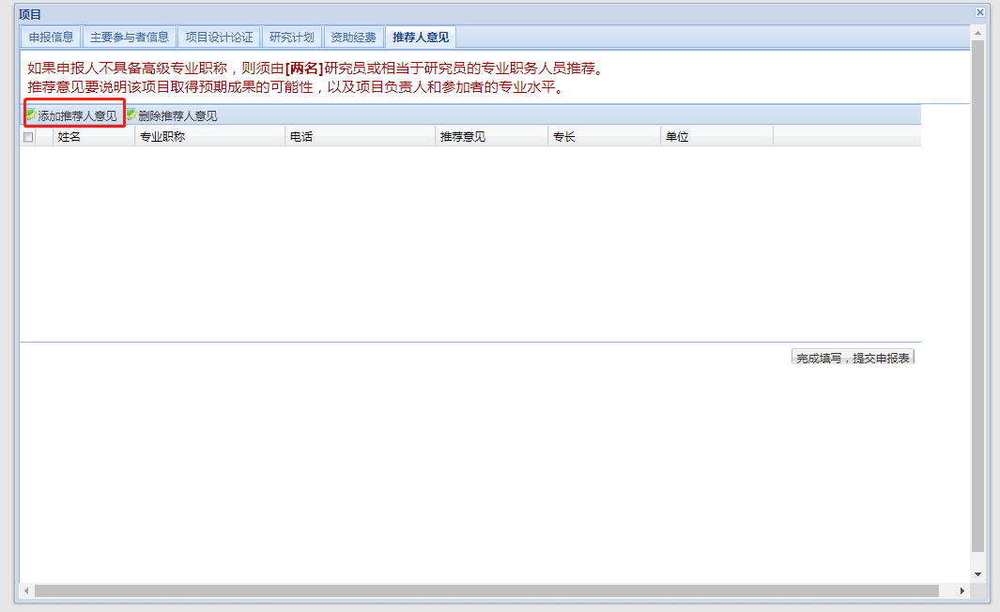 项目
申报信息 主要参与者信息 项目设计论证 研究计划 资助经费 推荐人意见
如果申报人不具备高级专业职称，则须由[两名]研究员或相当于研究员的专业职务人员推荐。
推荐意见要说明该项目取得预期成果的可能性，以及项目负责人和参加者的专业水平。
添加推荐人意见 删除推荐人意见
姓名 专业职称 电话 推荐意见 专长 单位
完成填写，提交申报表